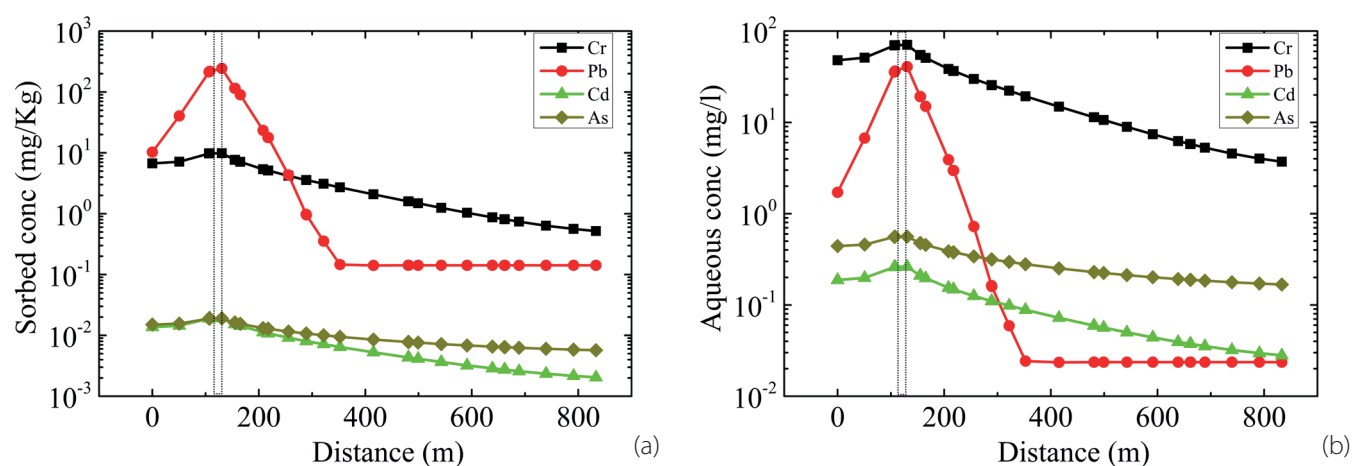 10³
10²
10¹
10⁰
10⁻¹
10⁻²
10⁻³
Sorbed conc (mg/Kg)
0
200
400
600
800
Distance (m)
Cr
Pb
Cd
As
(a)
10²
10¹
10⁰
10⁻¹
10⁻²
Aqueous conc (mg/l)
0
200
400
600
800
Distance (m)
Cr
Pb
Cd
As
(b)